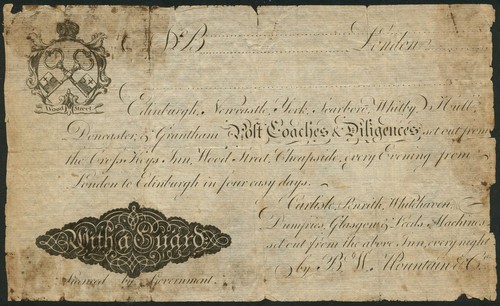 Wood Street.
London
Edinburgh, Newcastle, York, Scarboro', Whitby, Hull,
Doncaster, & Grantham Post Coaches & Diligences, set out from
the Cross Keys Inn, Wood Street, Cheapside, every Evening, from
London to Edinburgh in four easy days.
Carlisle, Penrith, Whitehaven
Dumfries, Glasgow & Leeds Machines
set out from the above Inn, every night
by B. W. Mountain & Co.
With a Guard
Licenced by Government.